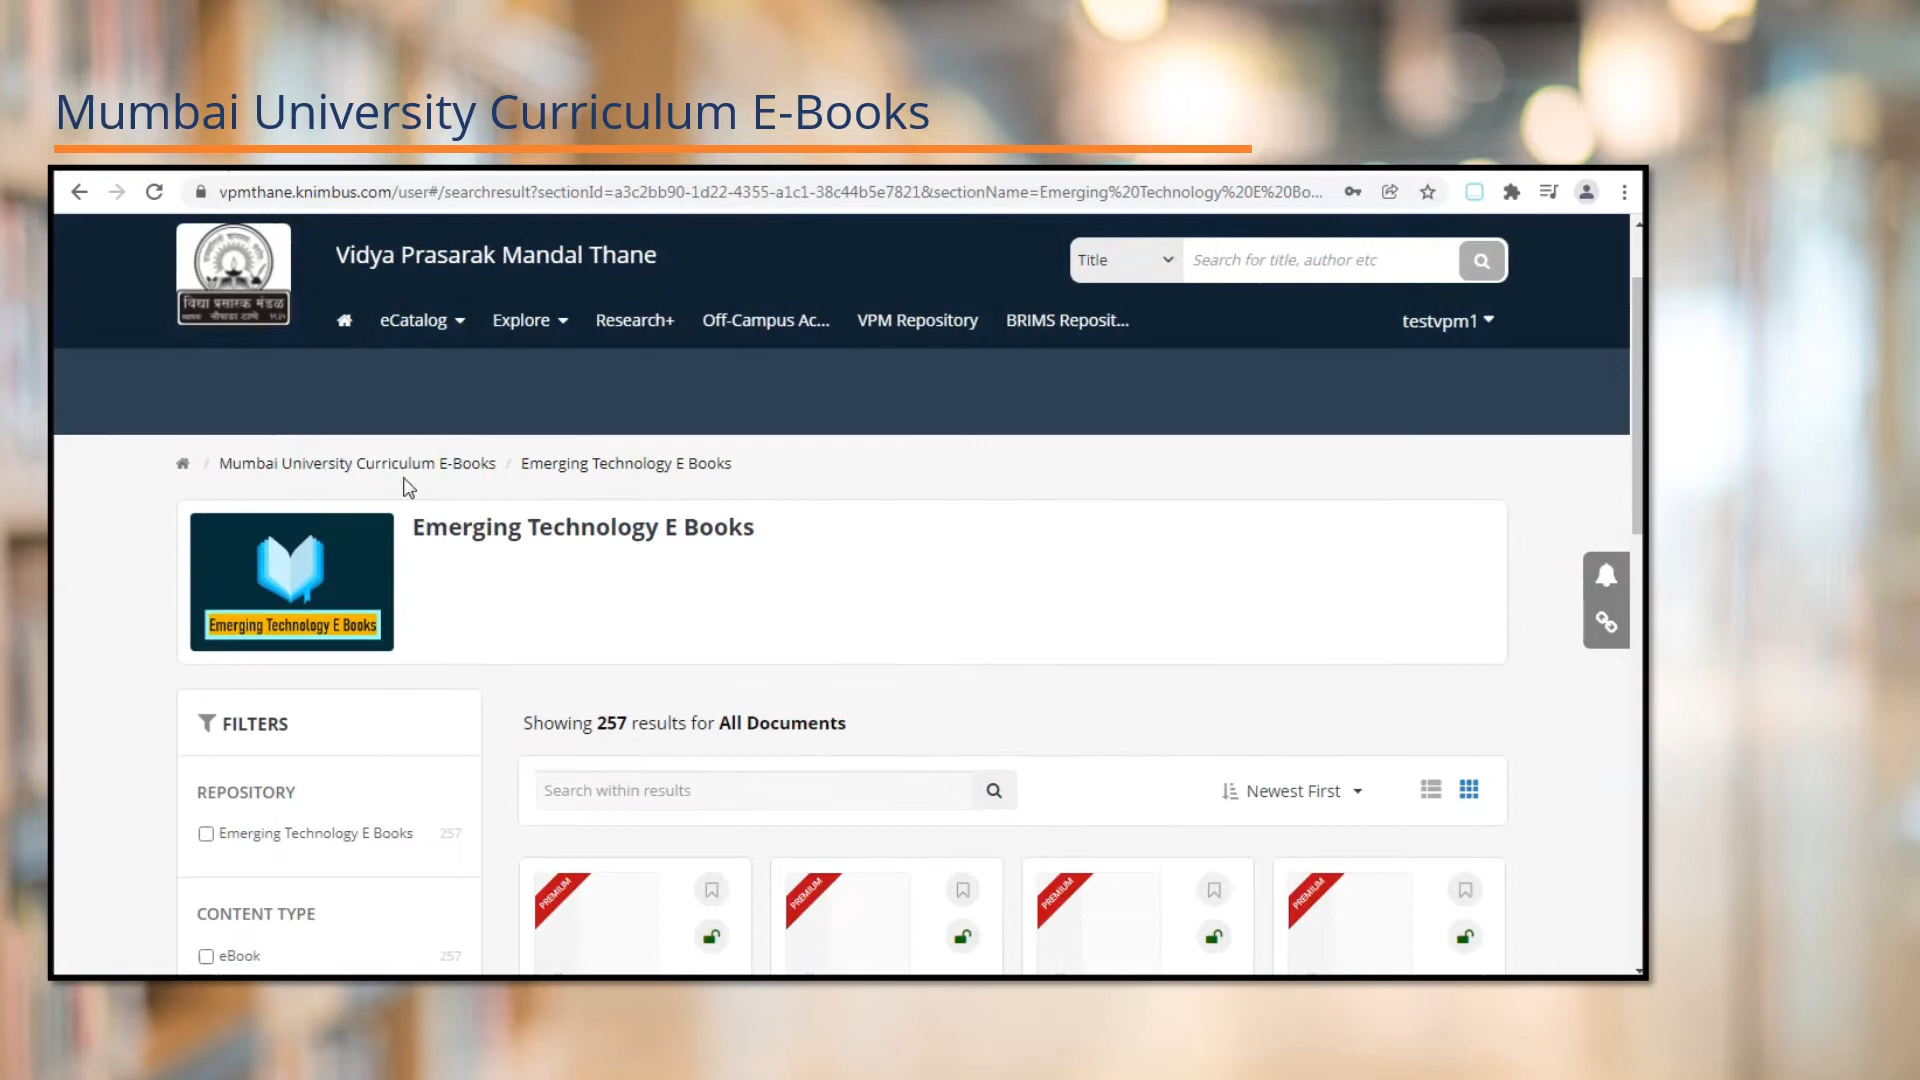 Mumbai University Curriculum E-Books
vpmthane.knimbus.com/user#/searchresult?sectionId=a3c2bb90-1d22-4355-a1c1-38c44b5e7821&sectionName=Emerging%20Technology%20E%20Bo...
Vidya Prasarak Mandal Thane
Title
Search for title, author etc
विद्या प्रसारक मंडळ
eCatalog
Explore
Research+
Off-Campus Ac...
VPM Repository
BRIMS Reposit...
testvpm1
/ Mumbai University Curriculum E-Books / Emerging Technology E Books
Emerging Technology E Books
Emerging Technology E Books
FILTERS
Showing 257 results for All Documents
REPOSITORY
Search within results
Newest First
Emerging Technology E Books 257
PREMIUM
PREMIUM
PREMIUM
PREMIUM
CONTENT TYPE
eBook 257